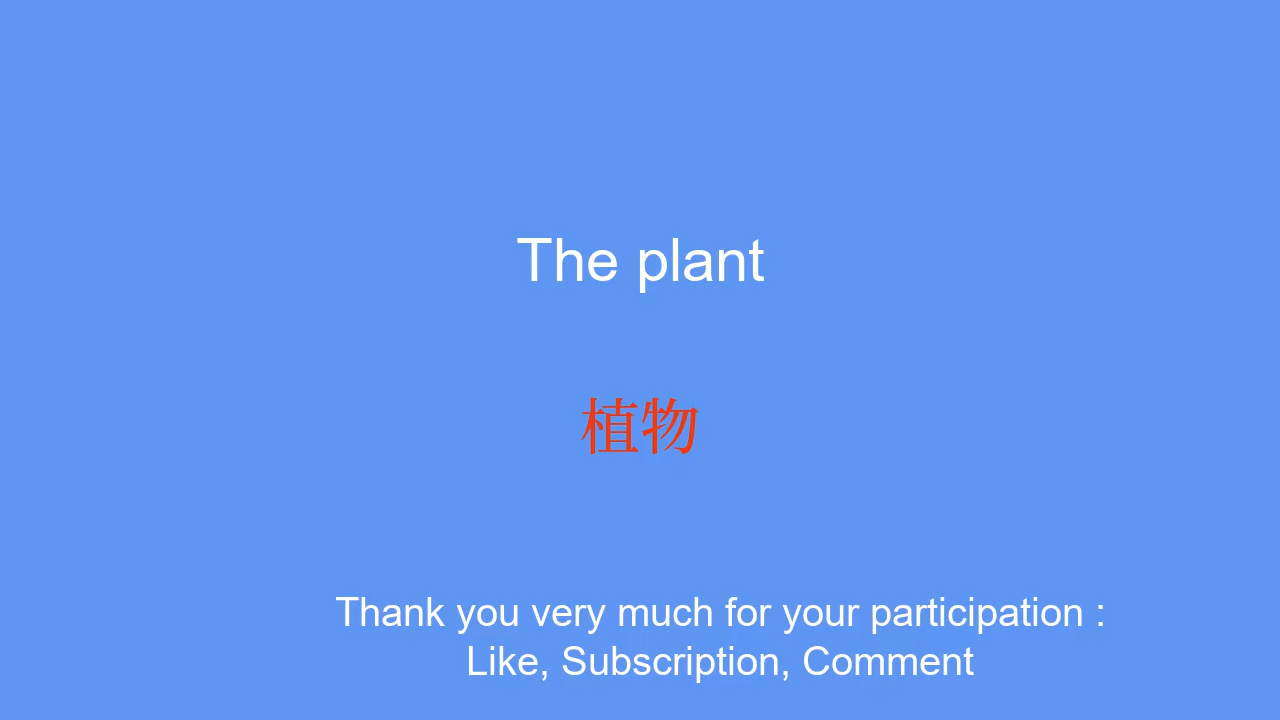 The plant
植物
Thank you very much for your participation :
Like, Subscription, Comment